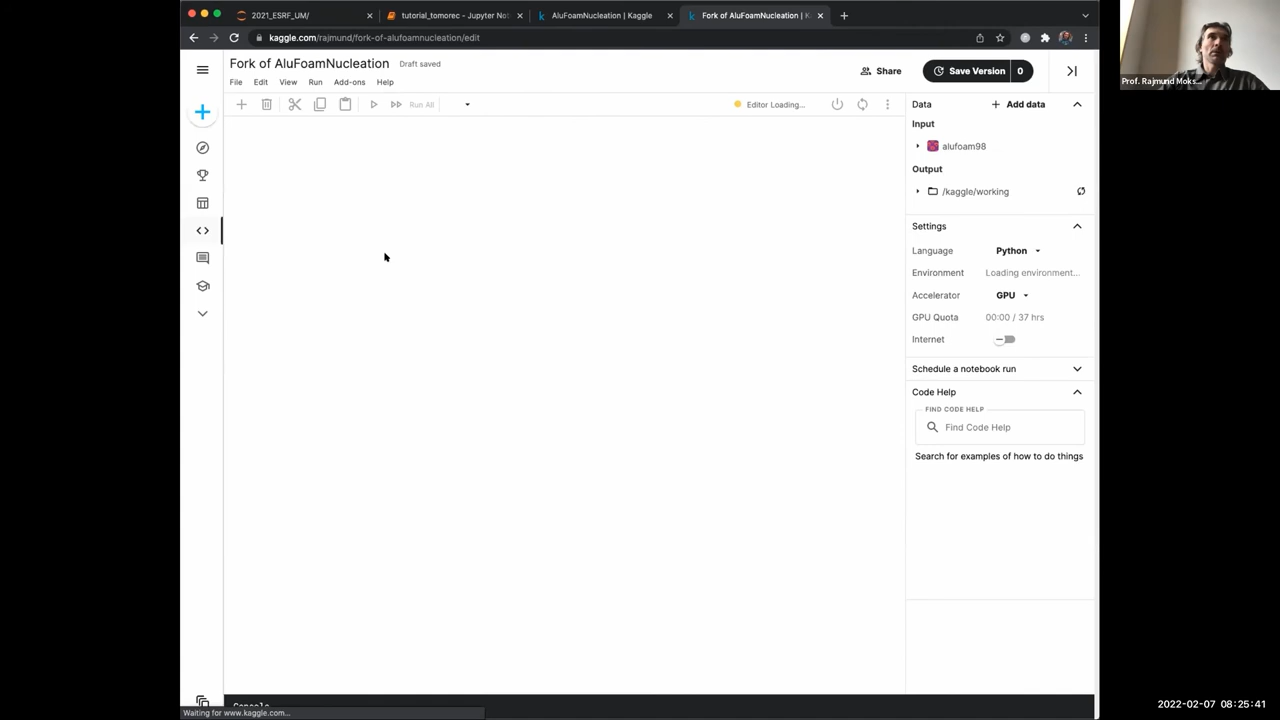 2021_ESRF_UM/
tutorial_tomorec - Jupyter Not
AluFoamNucleation | Kaggle
Fork of AluFoamNucleation | K
kaggle.com/rajmund/fork-of-alufoamnucleation/edit
Fork of AluFoamNucleation
Draft saved
Share
Save Version
0
File
Edit
View
Run
Add-ons
Help
Run All
Editor Loading...
Data
Add data
Input
alufoam98
Output
/kaggle/working
Settings
Language
Python
Environment
Loading environment...
Accelerator
GPU
GPU Quota
00:00 / 37 hrs
Internet
Schedule a notebook run
Code Help
FIND CODE HELP
Find Code Help
Search for examples of how to do things
Console
Waiting for www.kaggle.com...
Prof. Rajmund Moks...
2022-02-07 08:25:41